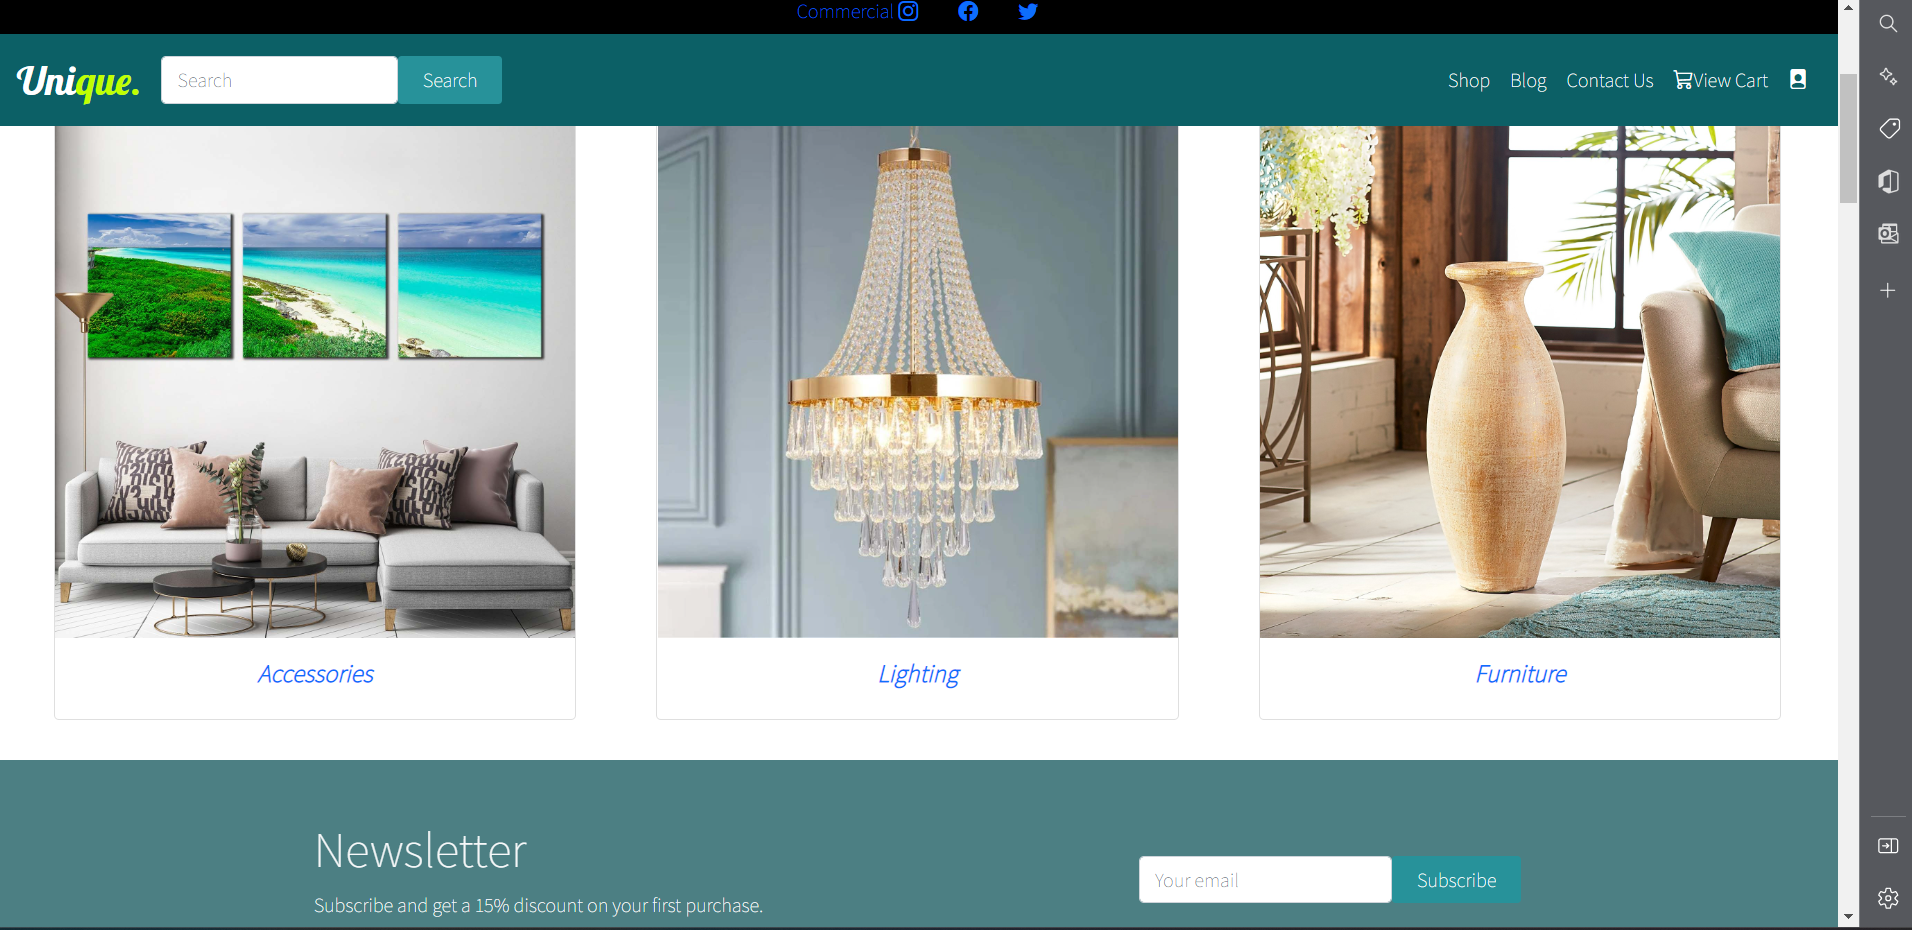 Commercial
Unique.
Search
Search
Shop
Blog
Contact Us
View Cart
Accessories
Lighting
Furniture
Newsletter
Subscribe and get a 15% discount on your first purchase.
Your email
Subscribe